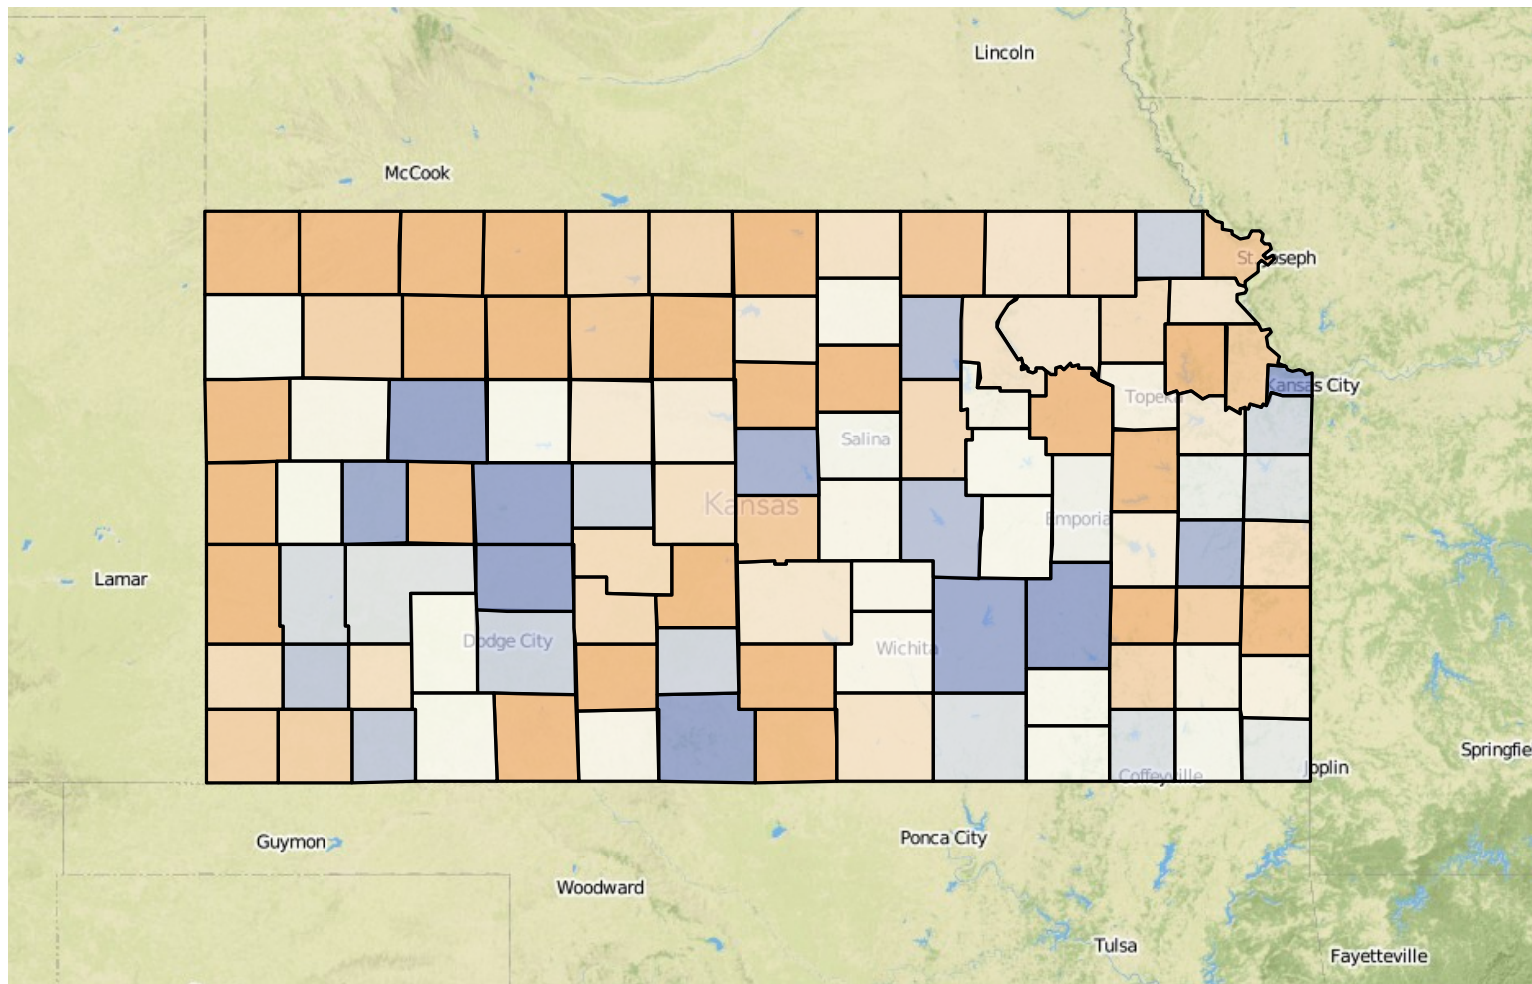 Lincoln
McCook
St. Joseph
Kansas City
Topeka
Salina
Kansas
Emporia
Lamar
Dodge City
Wichita
Springfie
Joplin
Coffeyville
Guymon
Ponca City
Woodward
Tulsa
Fayetteville